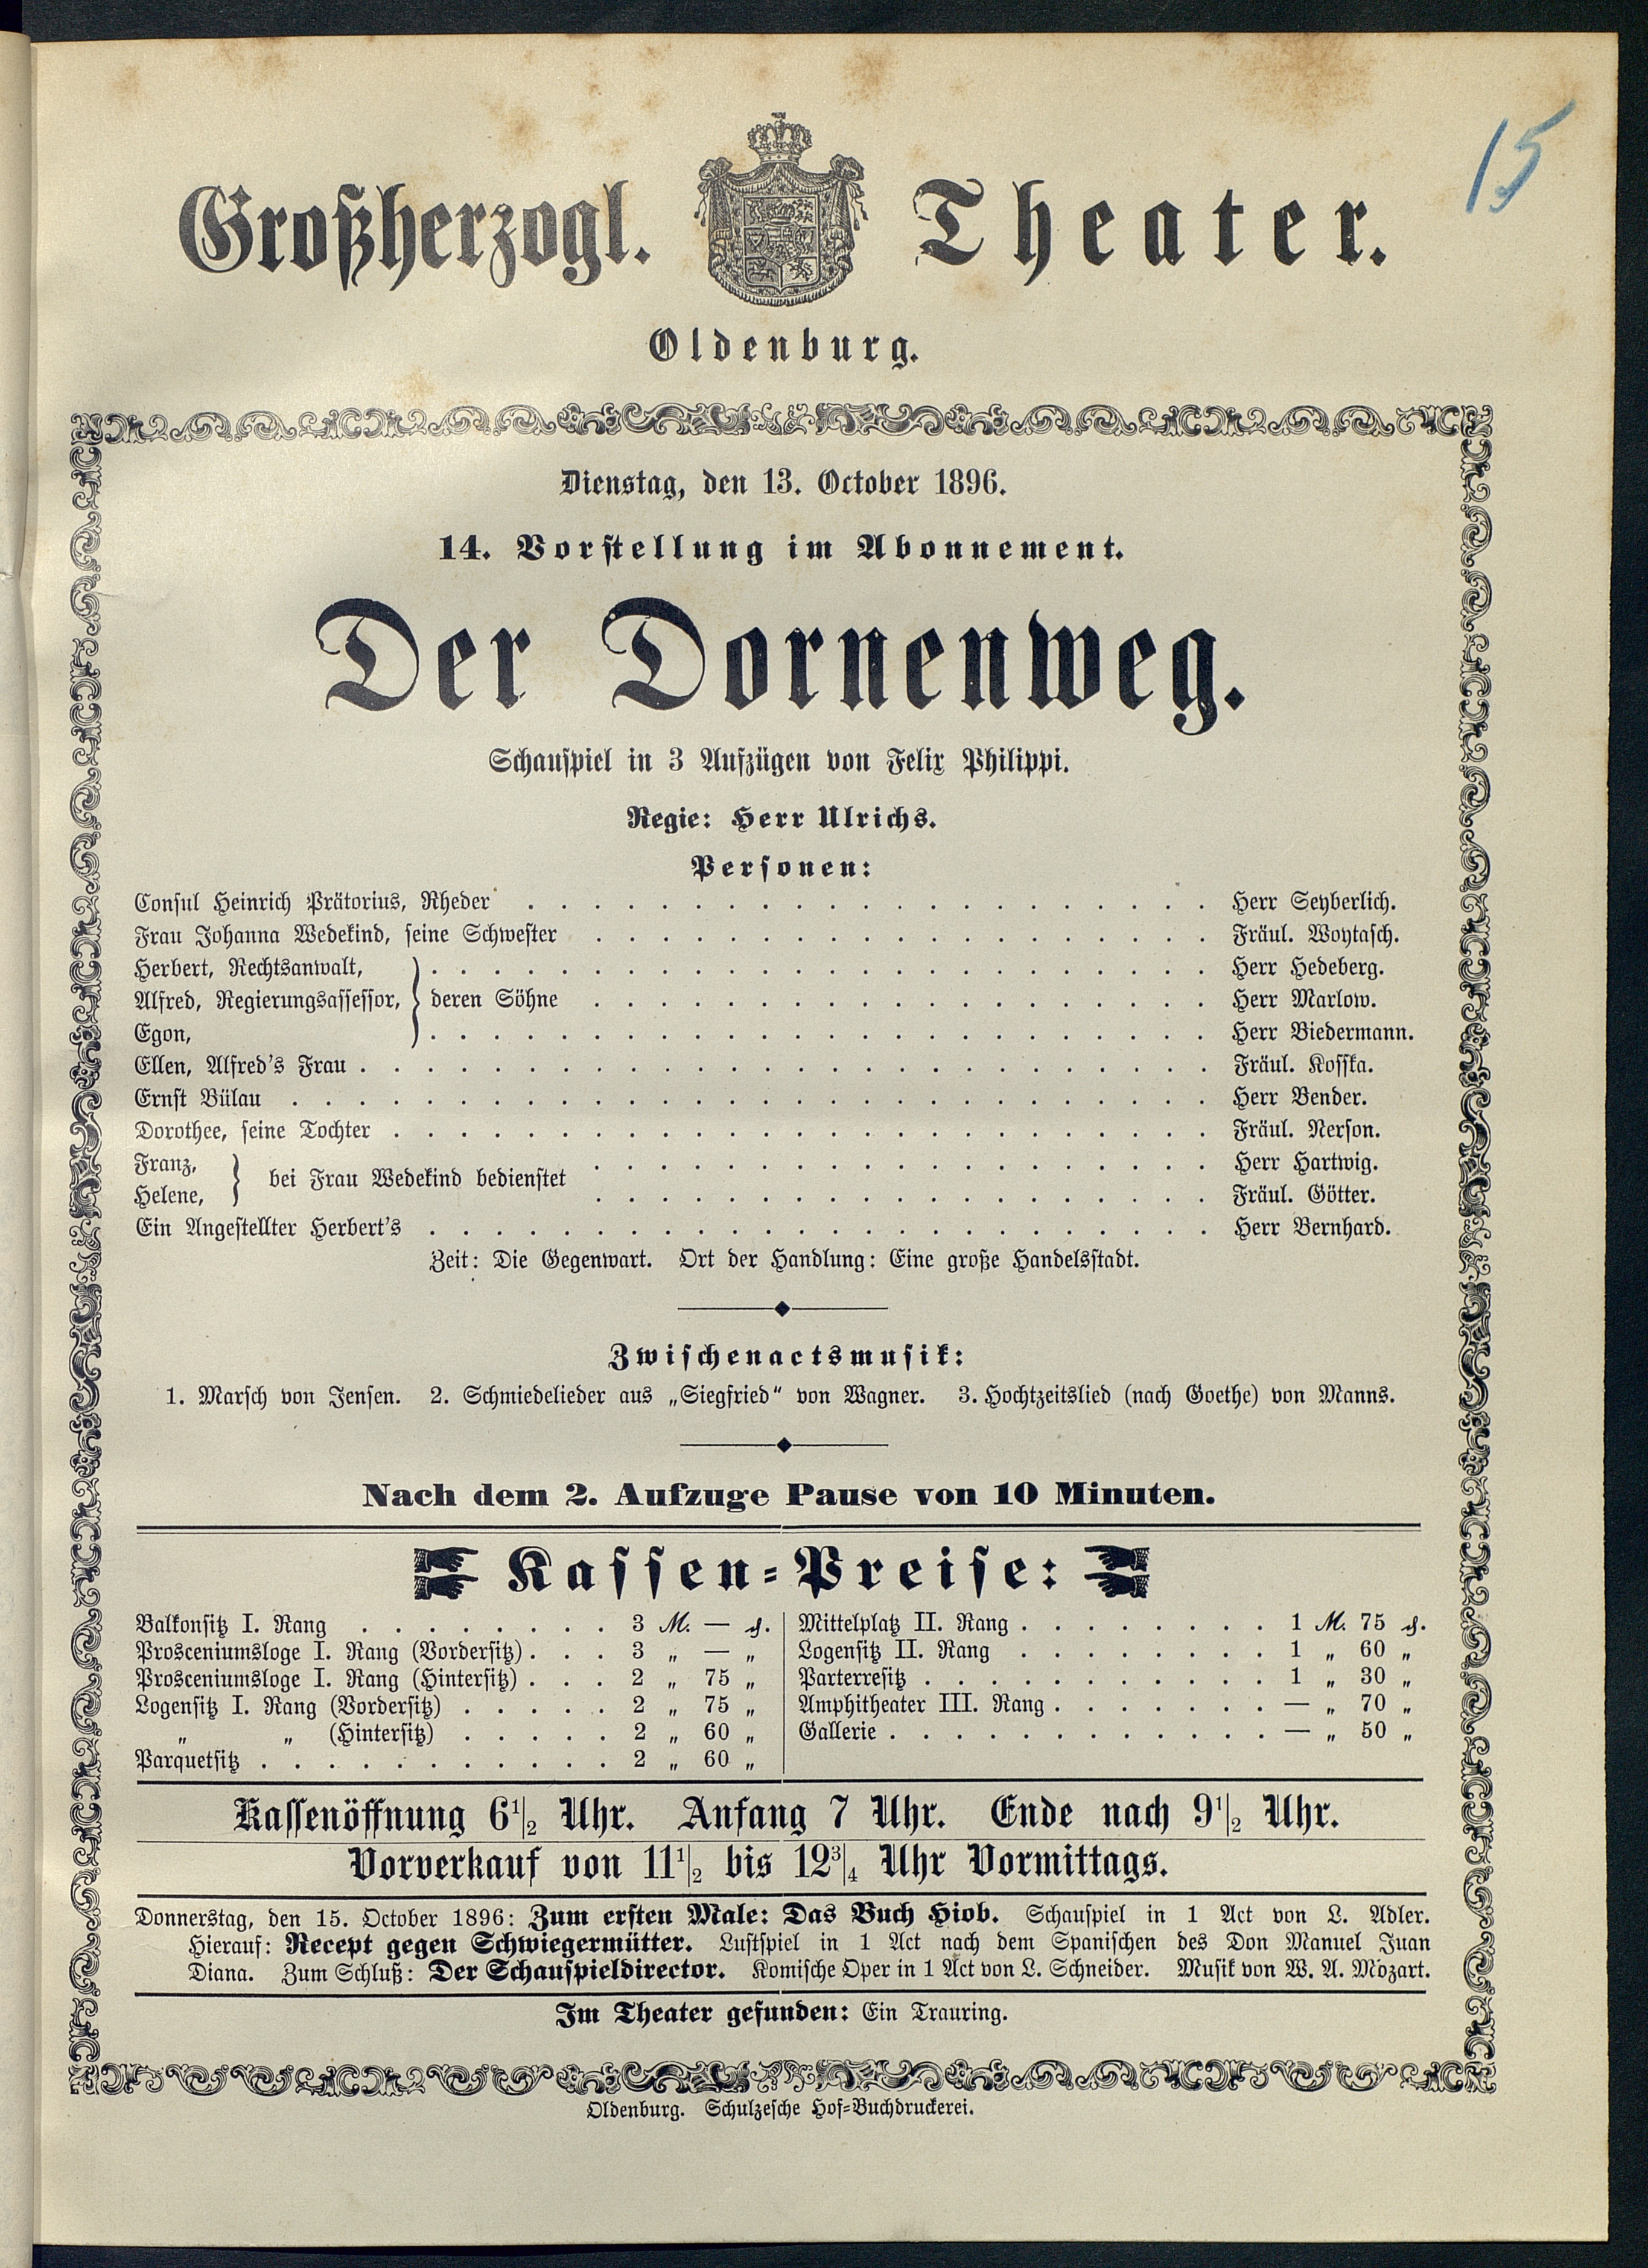 15
Großherzogl. Theater.
Oldenburg.
Dienstag, den 13. October 1896.
14. Vorstellung im Abonnement.
Der Dornenweg.
Schauspiel in 3 Aufzügen von Felix Philippi.
Regie: Herr Ulrichs.
Personen:
Consul Heinrich Prätorius, Rheder . . . Herr Seyberlich.
Frau Johanna Wedekind, seine Schwester . . . Fräul. Woytasch.
Herbert, Rechtsanwalt, } . . . Herr Hedeberg.
Alfred, Regierungsassessor, } deren Söhne . . . Herr Marlow.
Egon, } . . . Herr Biedermann.
Ellen, Alfred's Frau . . . Fräul. Kosska.
Ernst Bülau . . . Herr Bender.
Dorothee, seine Tochter . . . Fräul. Nerson.
Franz, } bei Frau Wedekind bedienstet . . . Herr Hartwig.
Helene, } . . . Fräul. Götter.
Ein Angestellter Herbert's . . . Herr Bernhard.
Zeit: Die Gegenwart. Ort der Handlung: Eine große Handelsstadt.
Zwischenactsmusik:
1. Marsch von Jensen. 2. Schmiedelieder aus „Siegfried“ von Wagner. 3. Hochtzeitslied (nach Goethe) von Manns.
Nach dem 2. Aufzuge Pause von 10 Minuten.
Kassen-Preise:
Balkonsitz I. Rang . . . 3 M. — ₰.
Prosceniumsloge I. Rang (Vordersitz) . . . 3 „ — „
Prosceniumsloge I. Rang (Hintersitz) . . . 2 „ 75 „
Logensitz I. Rang (Vordersitz) . . . 2 „ 75 „
„ „ (Hintersitz) . . . 2 „ 60 „
Parquetsitz . . . 2 „ 60 „
Mittelplatz II. Rang . . . 1 M. 75 ₰.
Logensitz II. Rang . . . 1 „ 60 „
Parterresitz . . . 1 „ 30 „
Amphitheater III. Rang . . . — „ 70 „
Gallerie . . . — „ 50 „
Kassenöffnung 6 1/2 Uhr. Anfang 7 Uhr. Ende nach 9 1/2 Uhr.
Vorverkauf von 11 1/2 bis 12 3/4 Uhr Vormittags.
Donnerstag, den 15. October 1896: Zum ersten Male: Das Buch Hiob. Schauspiel in 1 Act von L. Adler.
Hierauf: Recept gegen Schwiegermütter. Lustspiel in 1 Act nach dem Spanischen des Don Manuel Juan
Diana. Zum Schluß: Der Schauspieldirector. Komische Oper in 1 Act von L. Schneider. Musik von W. A. Mozart.
Im Theater gefunden: Ein Trauring.
Oldenburg. Schulzesche Hof-Buchdruckerei.